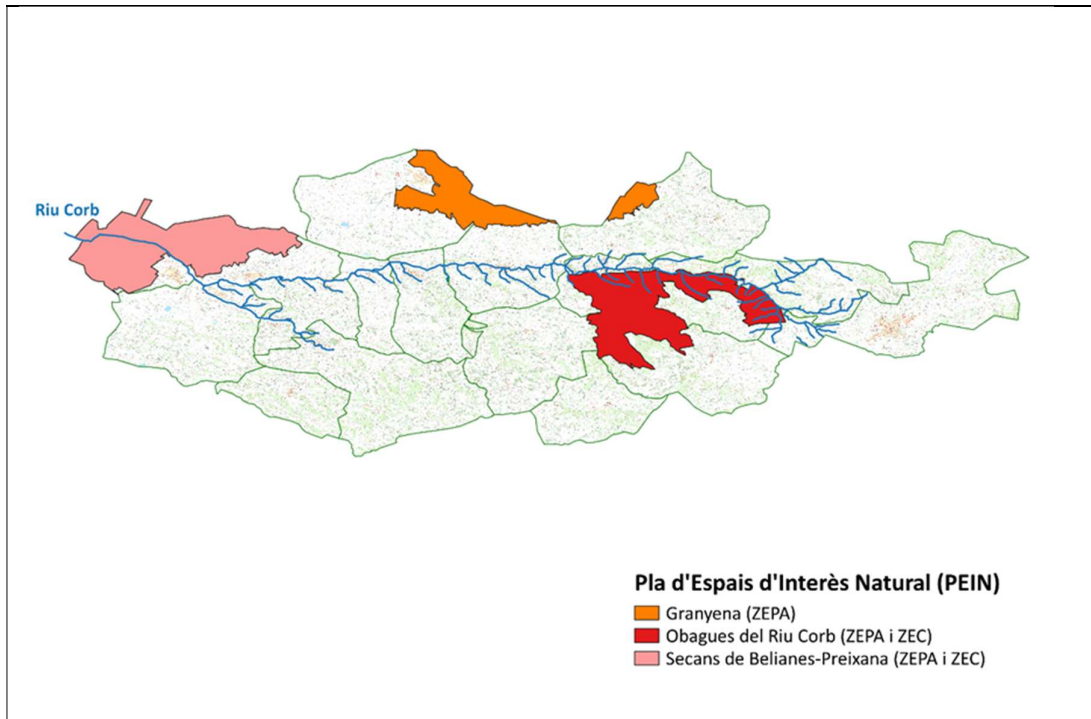 Riu Corb
Pla d'Espais d'Interès Natural (PEIN)
Granyena (ZEPA)
Obagues del Riu Corb (ZEPA i ZEC)
Secans de Belianes-Preixana (ZEPA i ZEC)